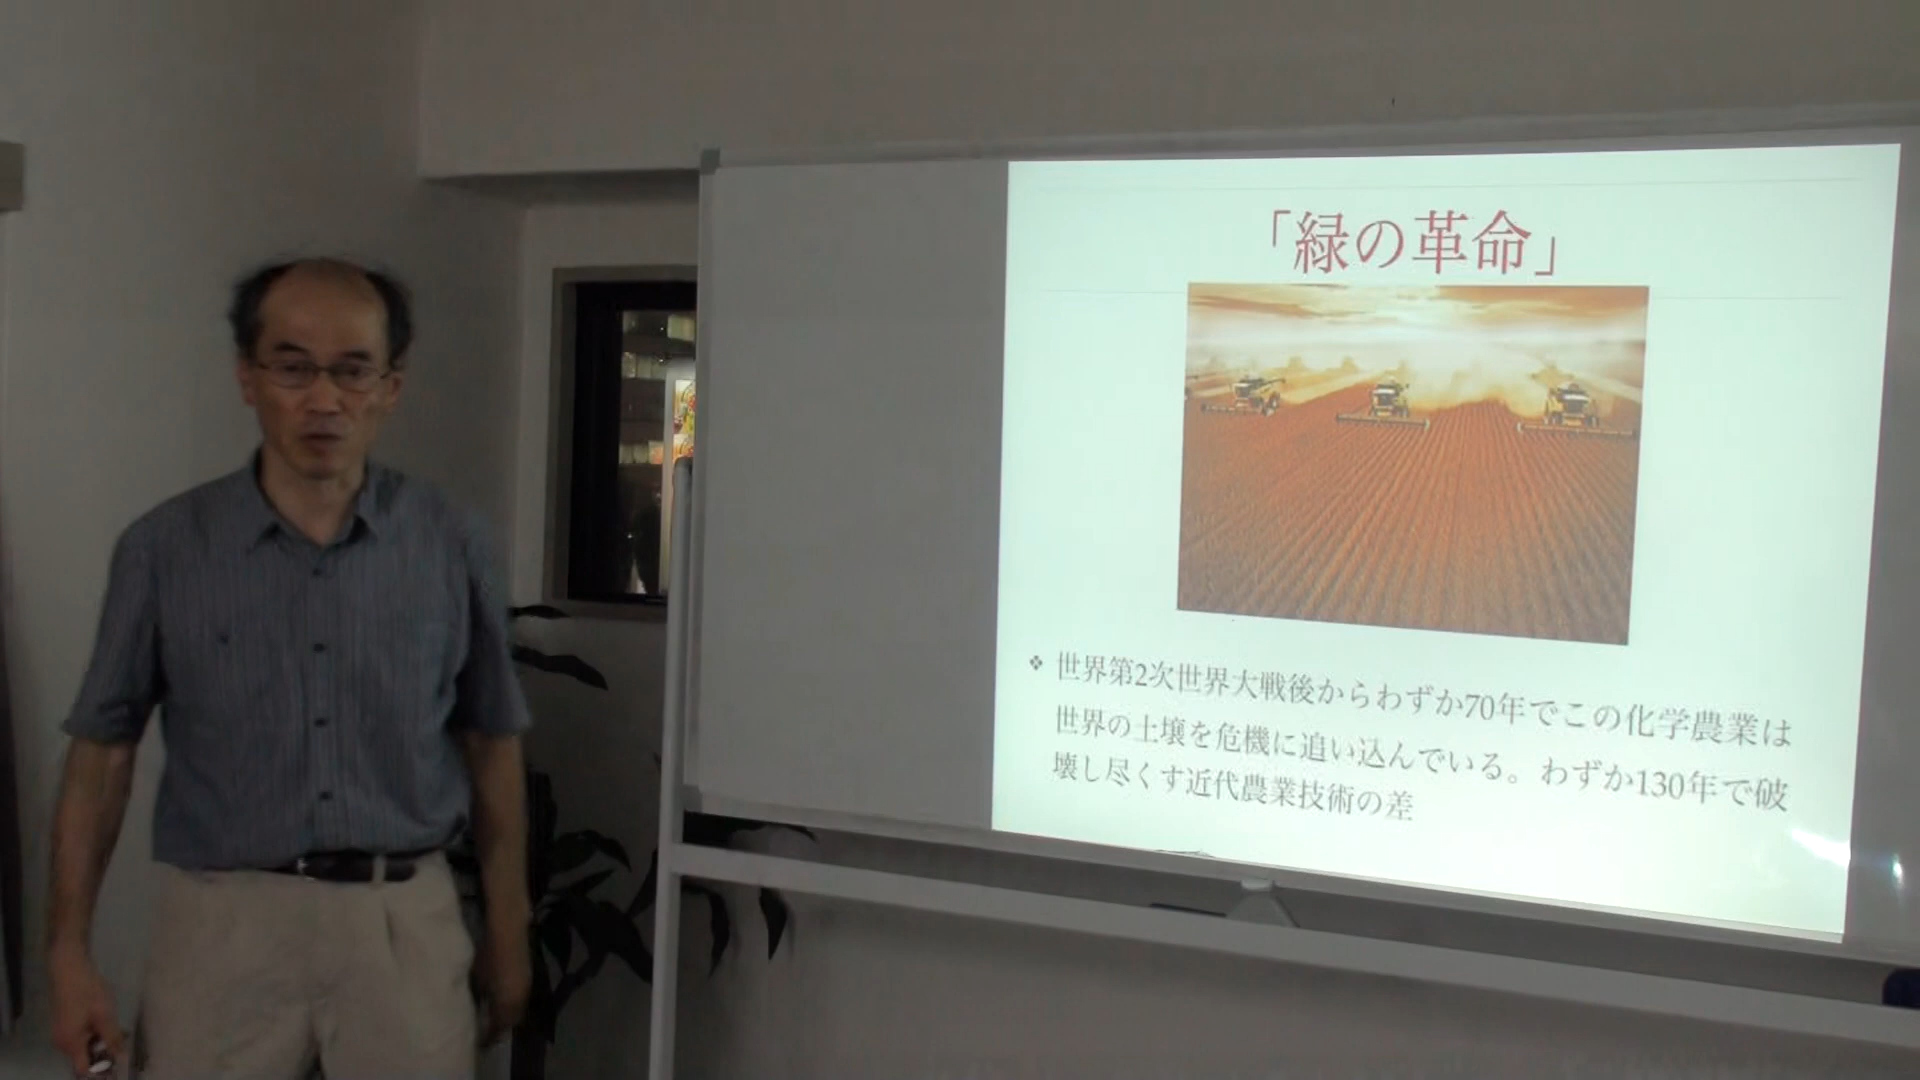 「緑の革命」
❖ 世界第2次世界大戦後からわずか70年でこの化学農業は
世界の土壌を危機に追い込んでいる。わずか130年で破
壊し尽くす近代農業技術の差